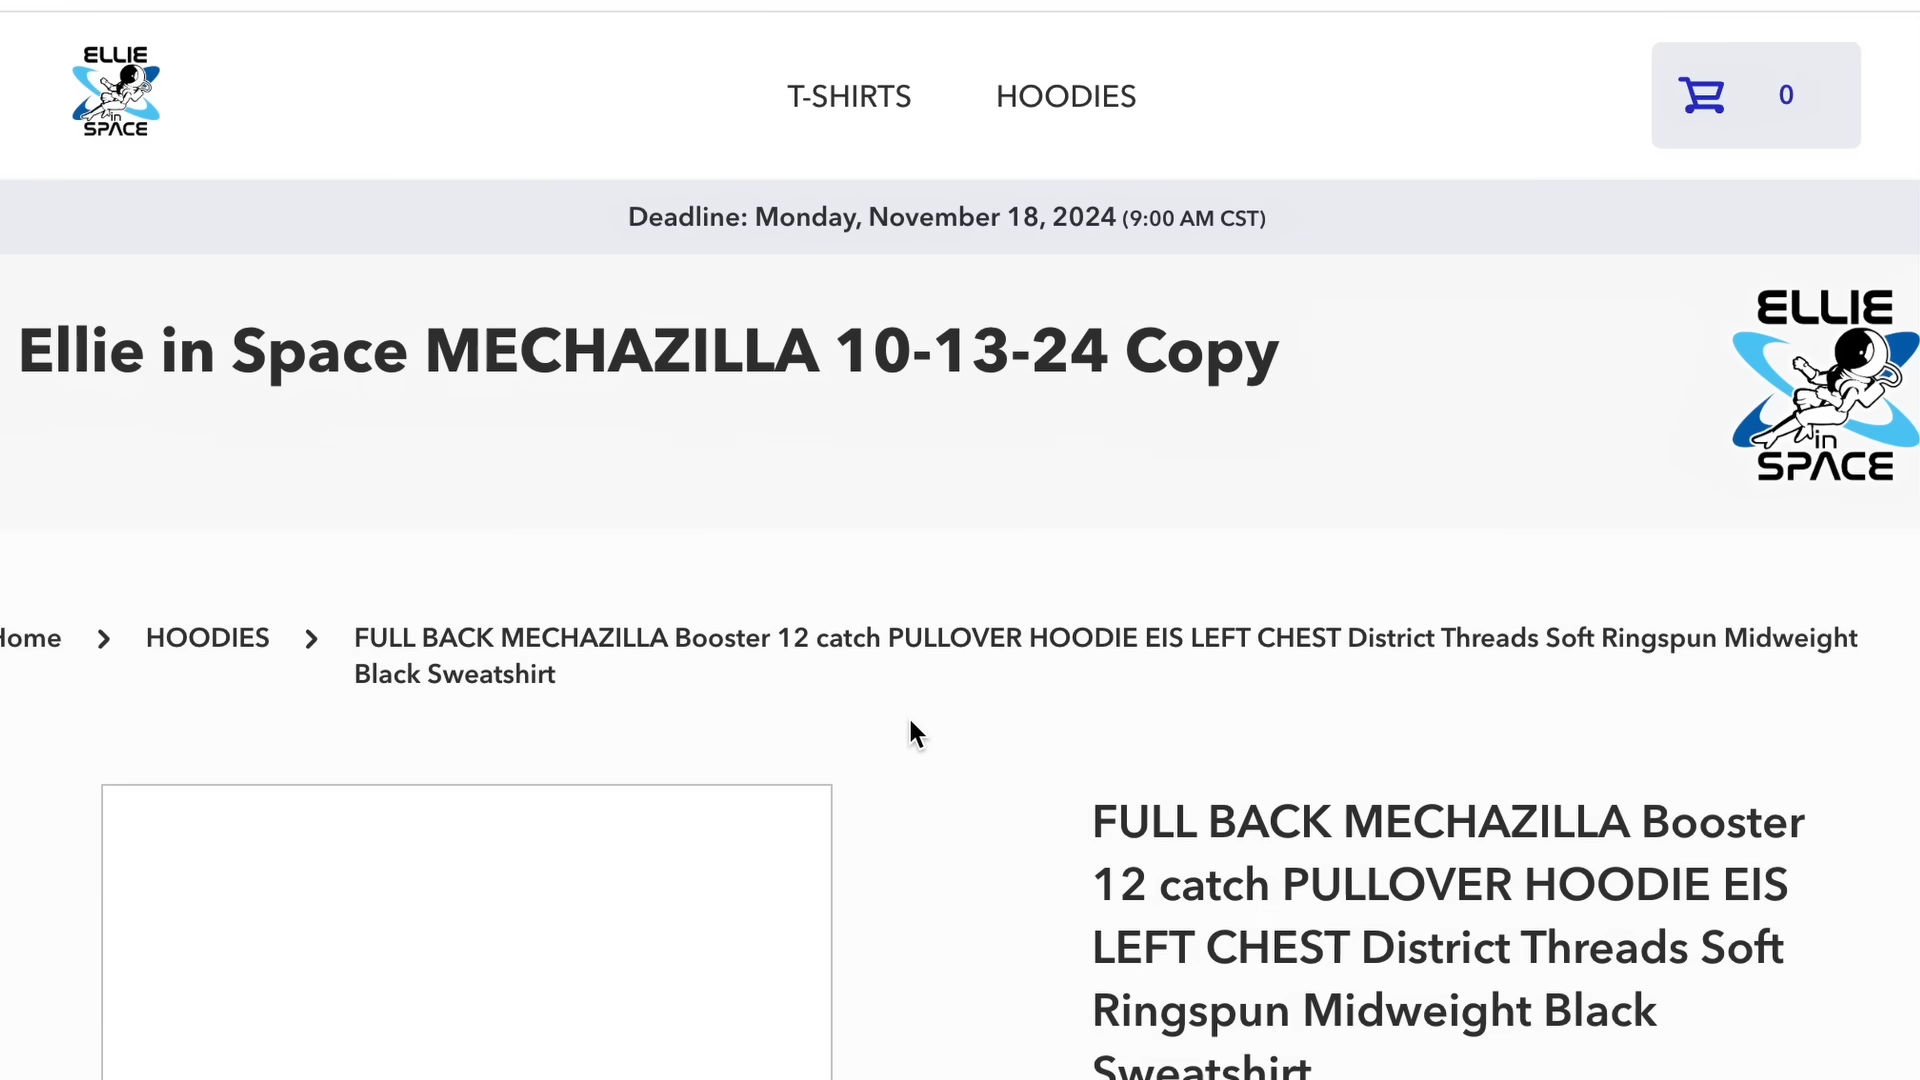 ELLIE
in
SPACE
T-SHIRTS
HOODIES
0
Deadline: Monday, November 18, 2024 (9:00 AM CST)
Ellie in Space MECHAZILLA 10-13-24 Copy
ELLIE
in
SPACE
Home
HOODIES
FULL BACK MECHAZILLA Booster 12 catch PULLOVER HOODIE EIS LEFT CHEST District Threads Soft Ringspun Midweight
Black Sweatshirt
FULL BACK MECHAZILLA Booster
12 catch PULLOVER HOODIE EIS
LEFT CHEST District Threads Soft
Ringspun Midweight Black
Sweatshirt